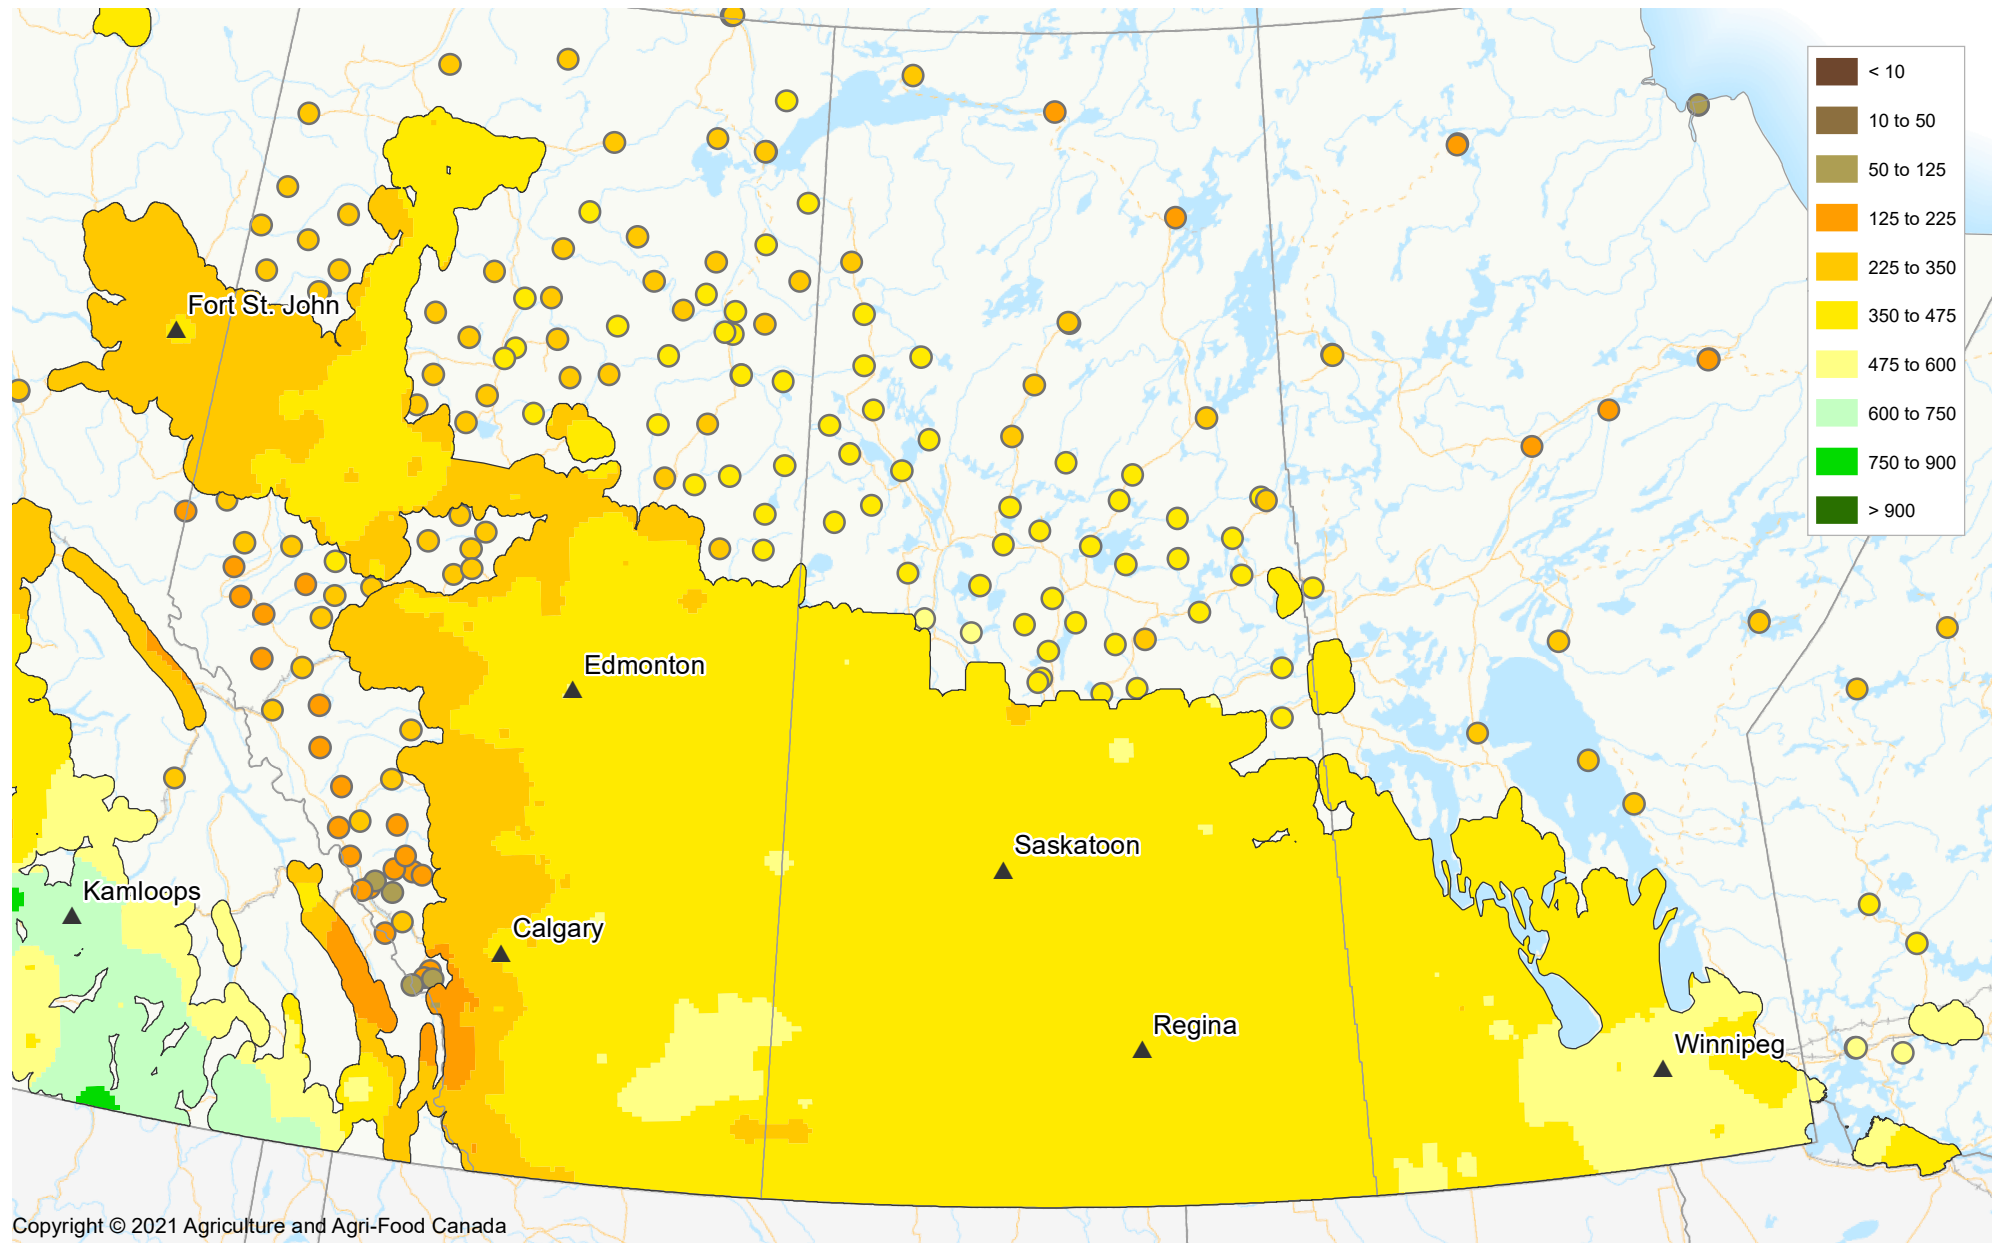 < 10
10 to 50
50 to 125
125 to 225
225 to 350
350 to 475
475 to 600
600 to 750
750 to 900
> 900
Fort St. John
Edmonton
Saskatoon
Kamloops
Calgary
Regina
Winnipeg
Copyright © 2021 Agriculture and Agri-Food Canada